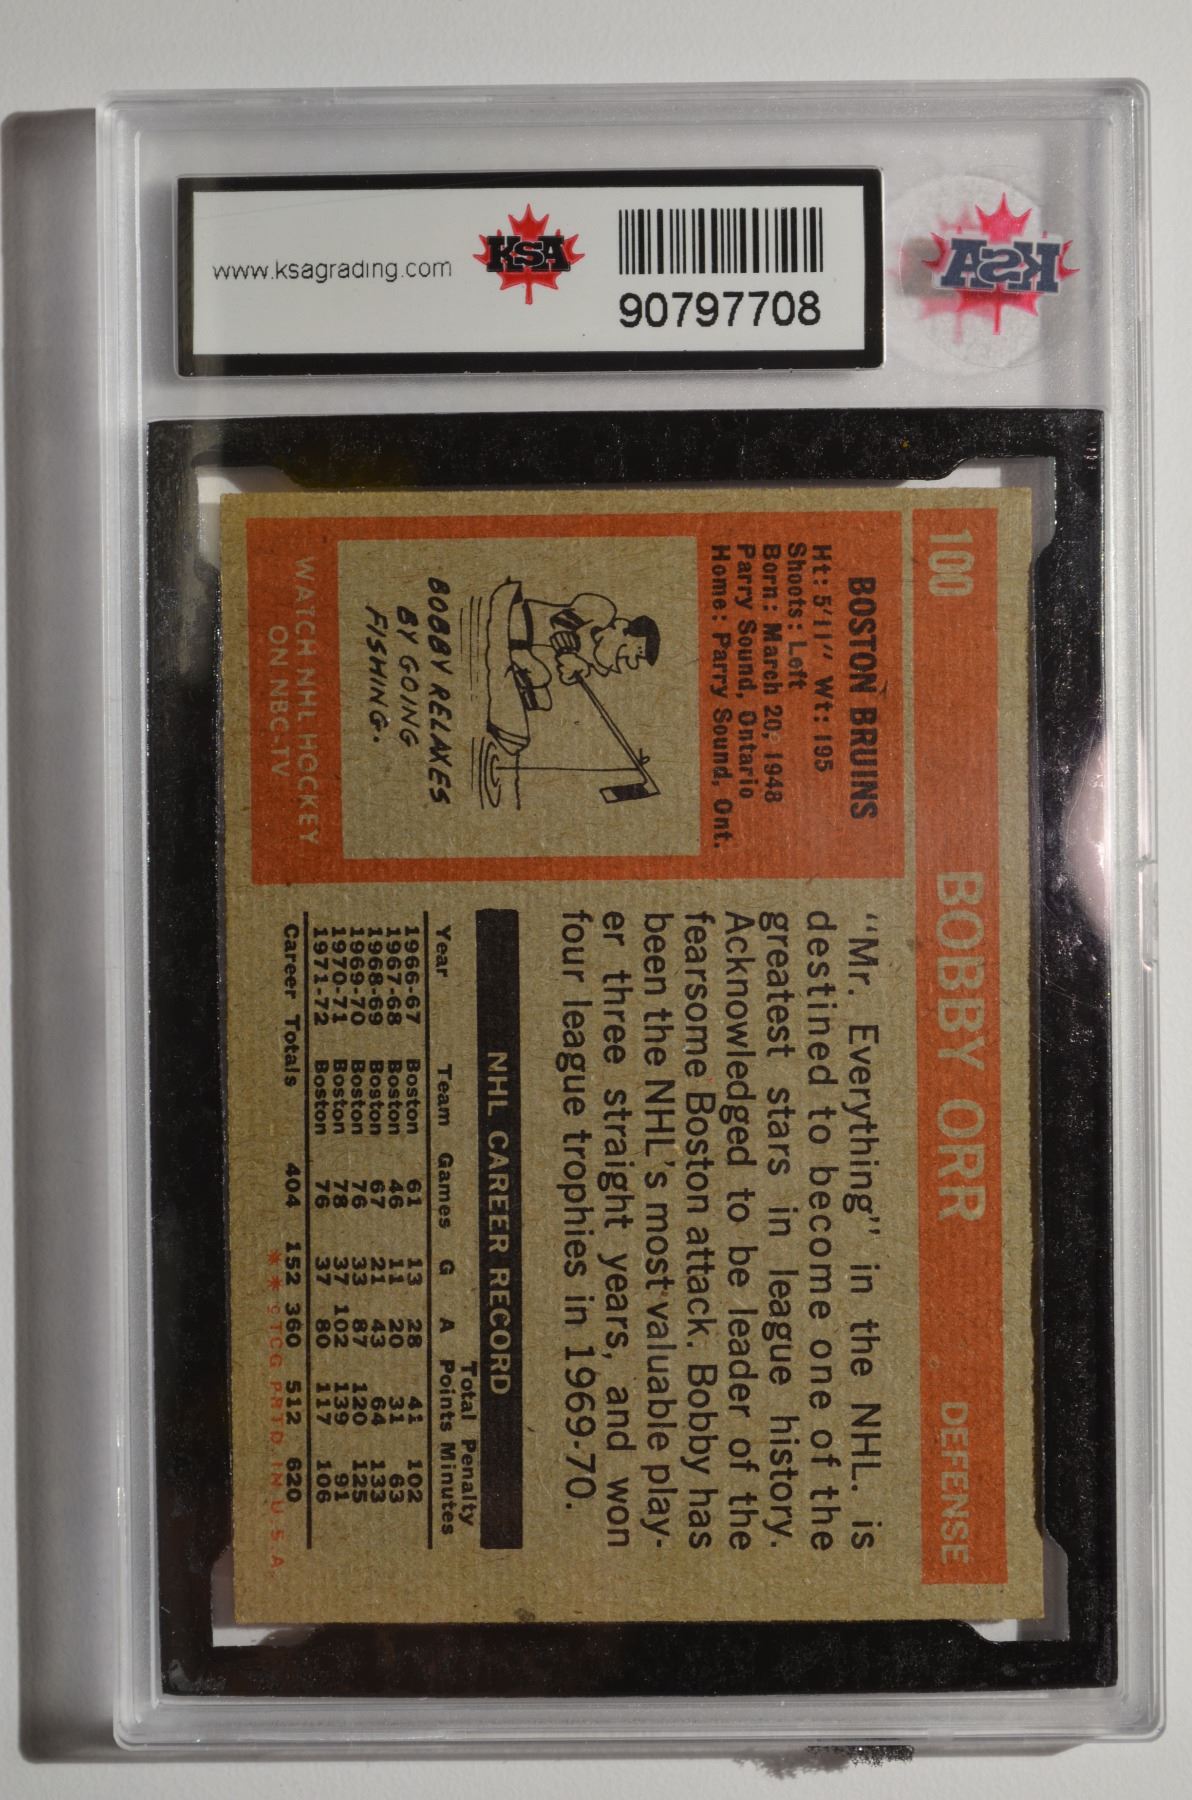 www.ksagrading.com
KSA
90797708
KSA
100
BOBBY ORR
DEFENSE
BOSTON BRUINS
Ht: 5'11" Wt: 195
Shoots: Left
Born: March 20, 1948
Parry Sound, Ontario
Home: Parry Sound, Ont.
BOBBY RELAXES
BY GOING
FISHING.
WATCH NHL HOCKEY
ON NBC-TV
"Mr. Everything" in the NHL. is
destined to become one of the
greatest stars in league history.
Acknowledged to be leader of the
fearsome Boston attack. Bobby has
been the NHL's most valuable play-
er three straight years, and won
four league trophies in 1969-70.
NHL CAREER RECORD
Total Penalty
Year Team Games G A Points Minutes
1966-67 Boston 61 13 28 41 102
1967-68 Boston 46 11 20 31 63
1968-69 Boston 67 21 43 64 133
1969-70 Boston 76 33 87 120 125
1970-71 Boston 78 37 102 139 91
1971-72 Boston 76 37 80 117 106
Career Totals 404 152 360 512 620
** © TCG PRTD. IN U.S.A.